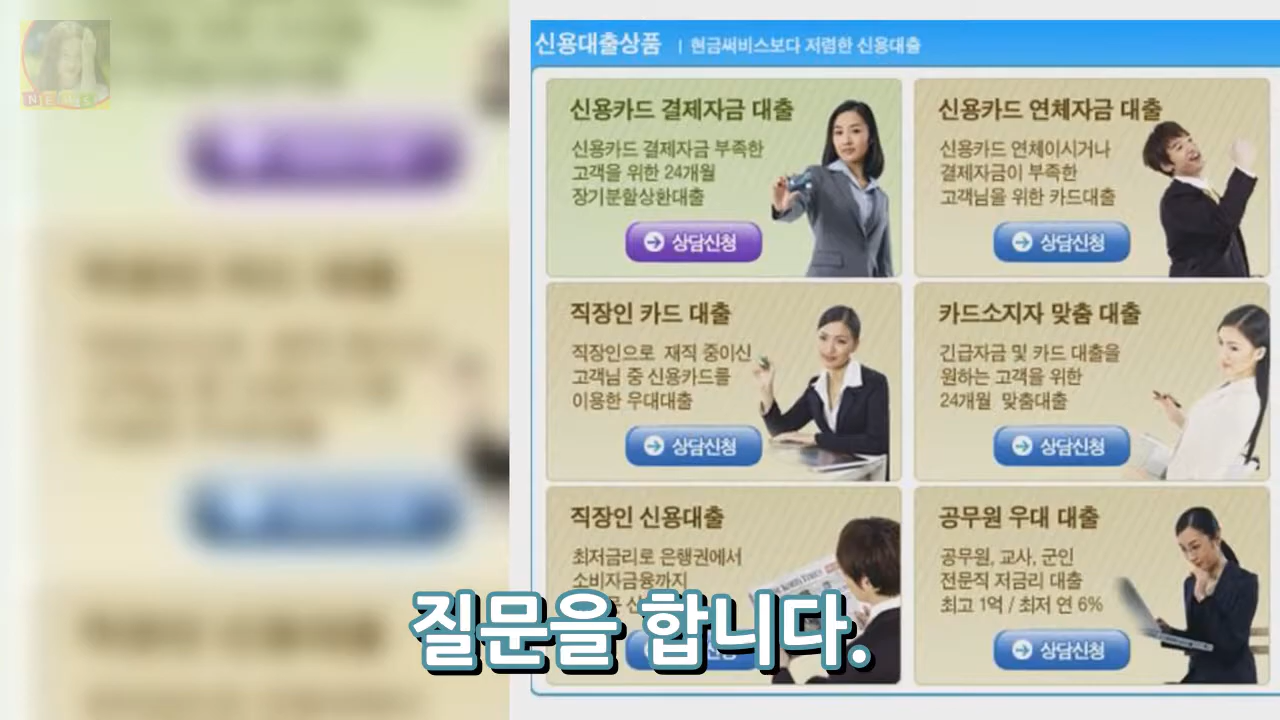 NEWS
신용대출상품 | 현금써비스보다 저렴한 신용대출
신용카드 결제자금 대출
신용카드 결제자금 부족한
고객을 위한 24개월
장기분할상환대출
상담신청
신용카드 연체자금 대출
신용카드 연체이시거나
결제자금이 부족한
고객님을 위한 카드대출
상담신청
직장인 카드 대출
직장인으로 재직 중이신
고객님 중 신용카드를
이용한 우대대출
상담신청
카드소지자 맞춤 대출
긴급자금 및 카드 대출을
원하는 고객을 위한
24개월 맞춤대출
상담신청
직장인 신용대출
최저금리로 은행권에서
소비자금융까지
공무원 우대 대출
공무원, 교사, 군인
전문직 저금리 대출
최고 1억 / 최저 연 6%
상담신청
질문을 합니다.